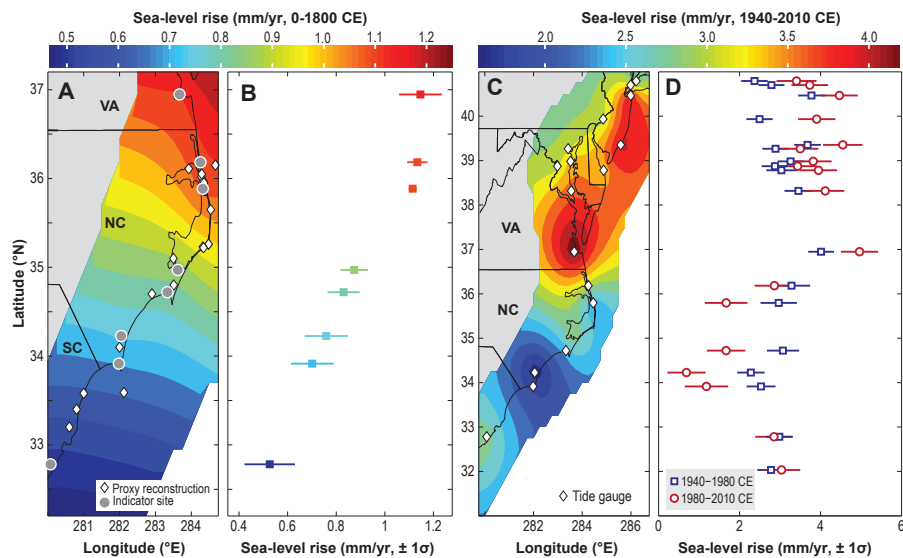 Sea-level rise (mm/yr, 0-1800 CE)
0.5 0.6 0.7 0.8 0.9 1.0 1.1 1.2
Sea-level rise (mm/yr, 1940-2010 CE)
2.0 2.5 3.0 3.5 4.0
A
B
C
D
Latitude (°N)
37
36
35
34
33
VA
NC
SC
Proxy reconstruction
Indicator site
281 282 283 284
Longitude (°E)
0.4 0.6 0.8 1.0 1.2
Sea-level rise (mm/yr, ± 1σ)
40
39
38
37
36
35
34
33
32
VA
NC
SC
Tide gauge
282 284 286
Longitude (°E)
1940−1980 CE
1980−2010 CE
0 2 4 6
Sea-level rise (mm/yr, ± 1σ)